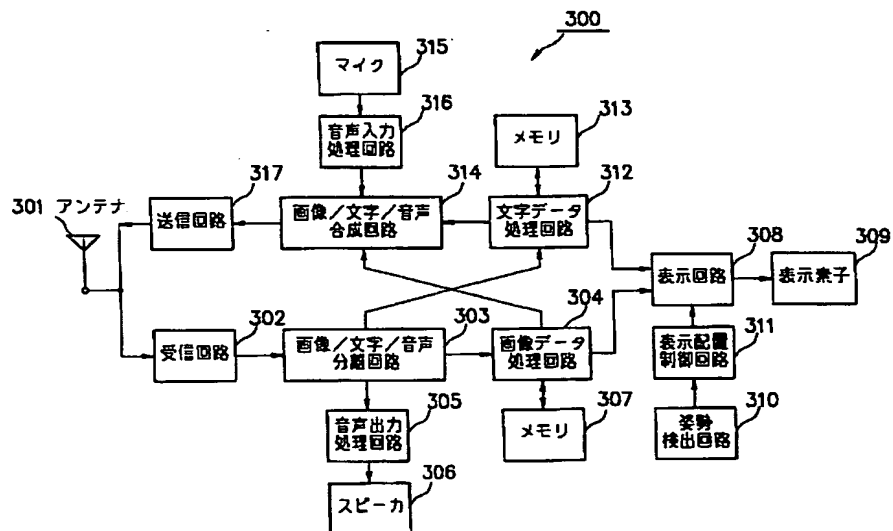 300
315
マイク
316
音声入力
処理回路
313
メモリ
317
送信回路
314
画像／文字／音声
合成回路
312
文字データ
処理回路
301 アンテナ
308
表示回路
309
表示素子
302
受信回路
303
画像／文字／音声
分離回路
304
画像データ
処理回路
311
表示配置
制御回路
305
音声出力
処理回路
307
メモリ
310
姿勢
検出回路
306
スピーカ